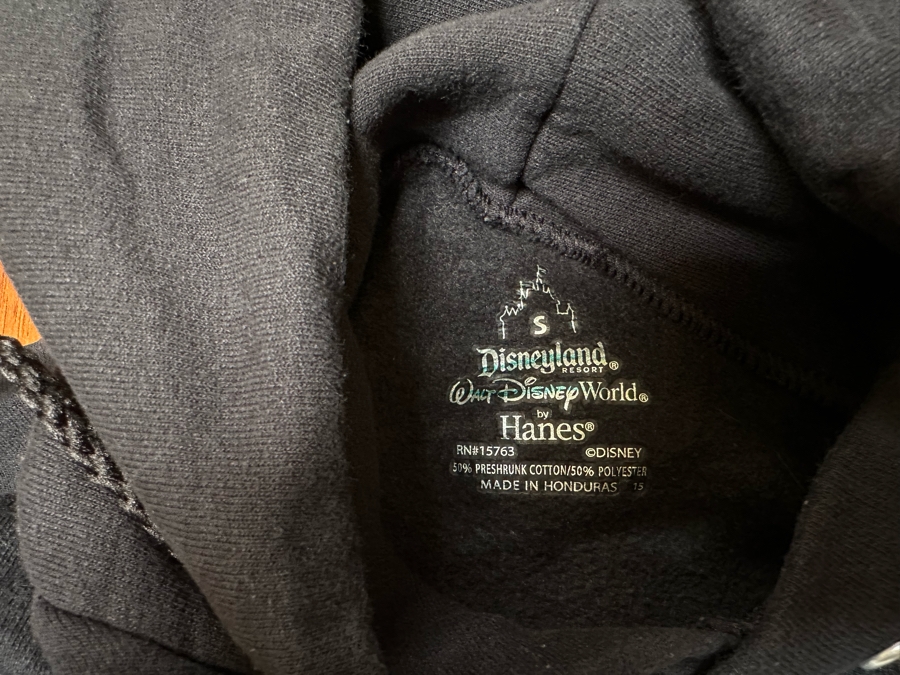 S
Disneyland®
RESORT
Walt Disney World®
by
Hanes®
RN#15763 ©DISNEY
50% PRESHRUNK COTTON/50% POLYESTER
MADE IN HONDURAS 15